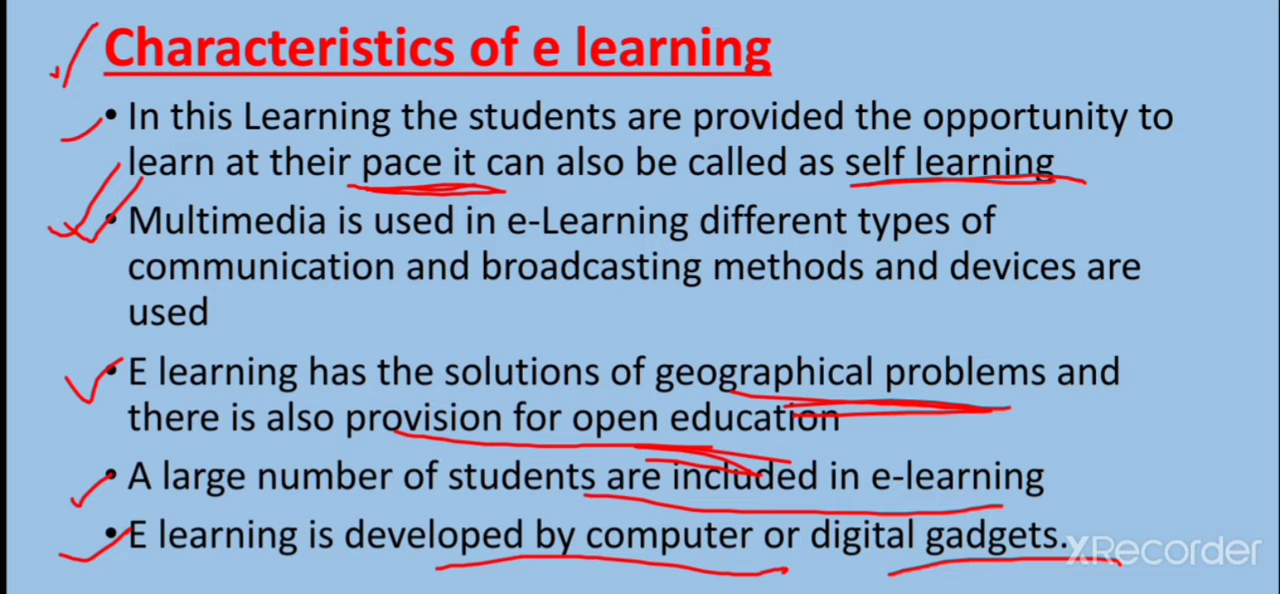 Characteristics of e learning
• In this Learning the students are provided the opportunity to
learn at their pace it can also be called as self learning
• Multimedia is used in e-Learning different types of
communication and broadcasting methods and devices are
used
• E learning has the solutions of geographical problems and
there is also provision for open education
• A large number of students are included in e-learning
• E learning is developed by computer or digital gadgets.
XRecorder